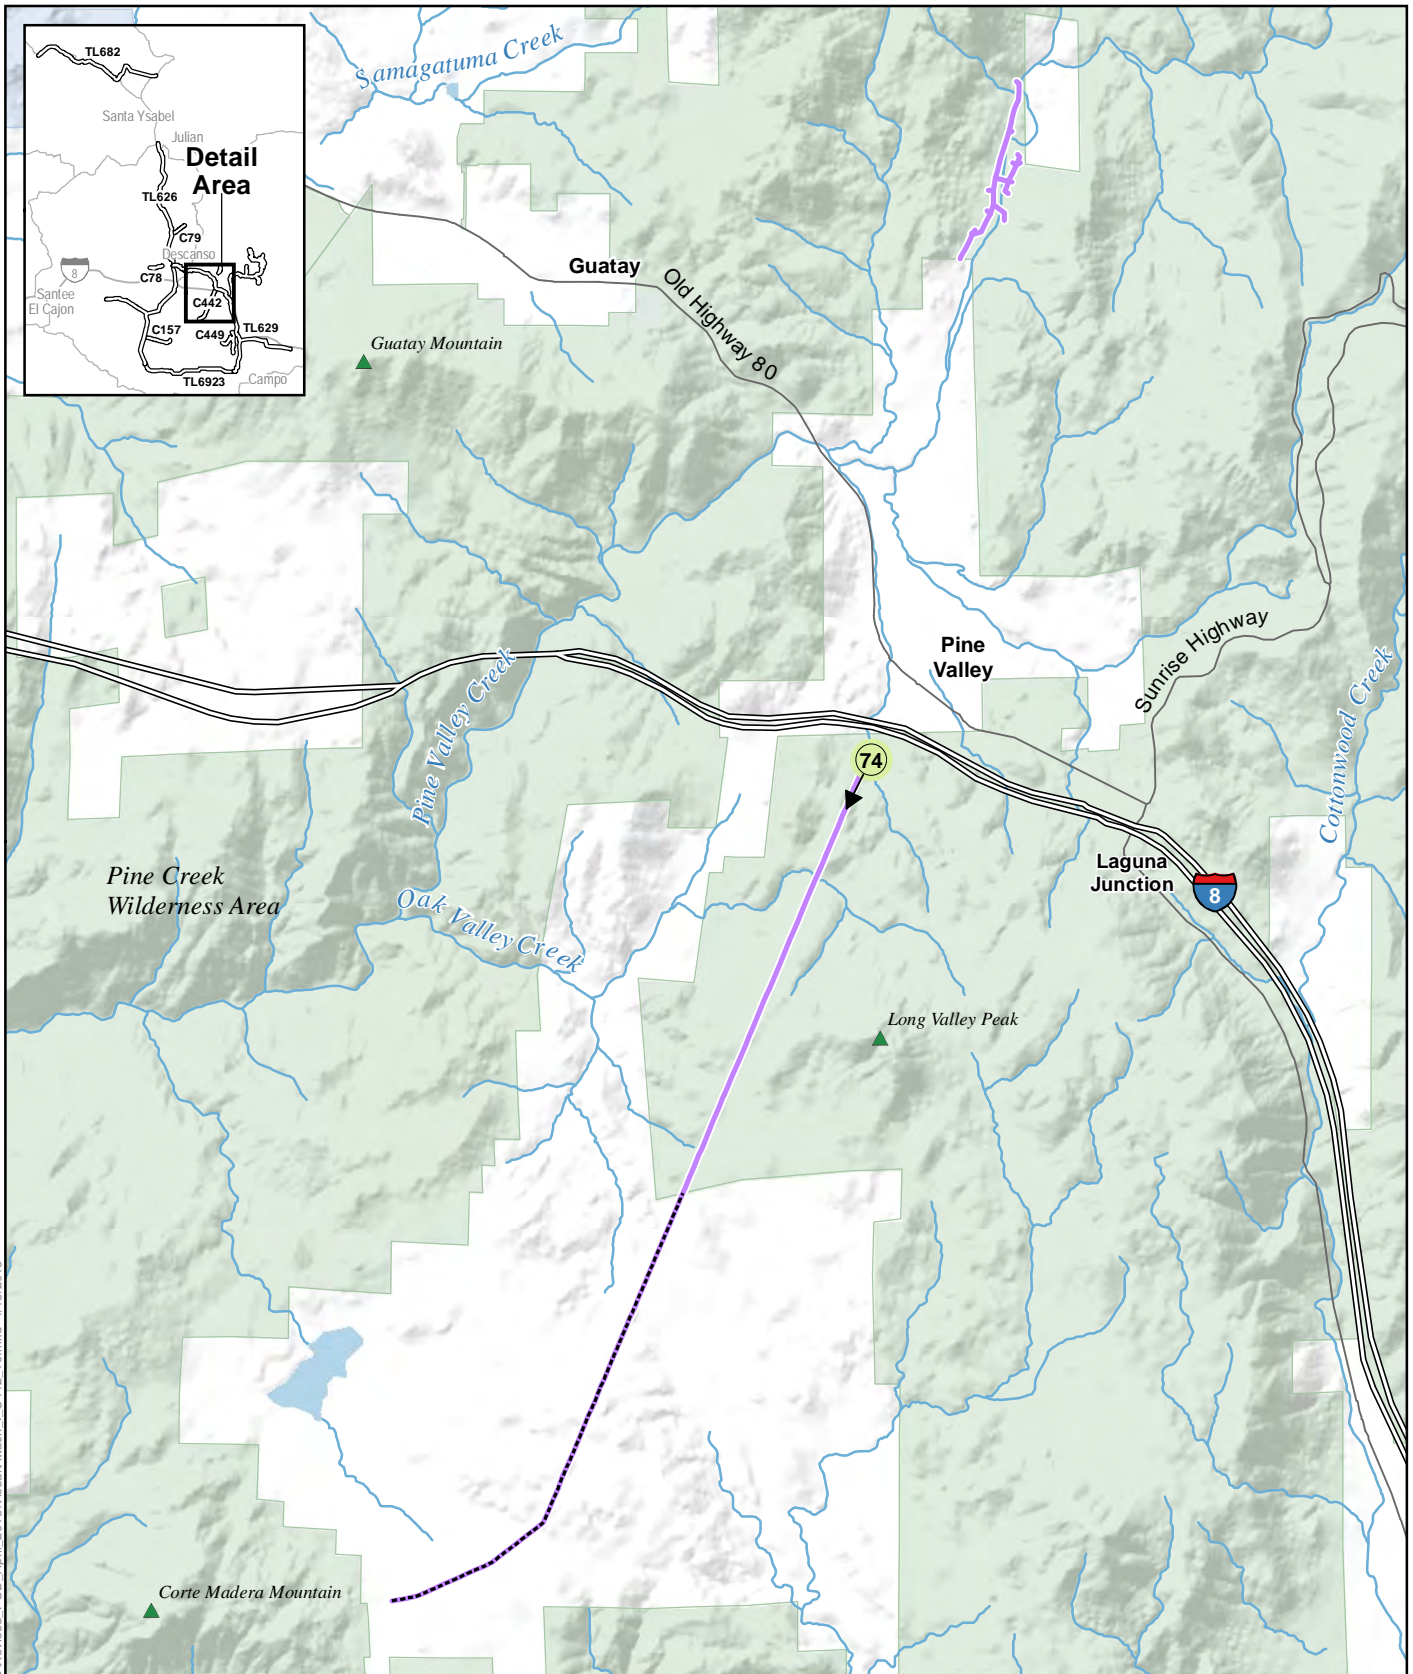 TL682
Santa Ysabel
Julian
Detail
Area
TL626
C79
Descanso
C78
8
Santee
El Cajon
C442
C157
C449
TL629
TL6923
Campo
Samagatuma Creek
Guatay
Old Highway 80
Guatay Mountain
Pine
Valley
Sunrise Highway
Pine Valley Creek
Cottonwood Creek
74
Laguna
Junction
8
Pine Creek
Wilderness Area
Oak Valley Creek
Long Valley Peak
Corte Madera Mountain